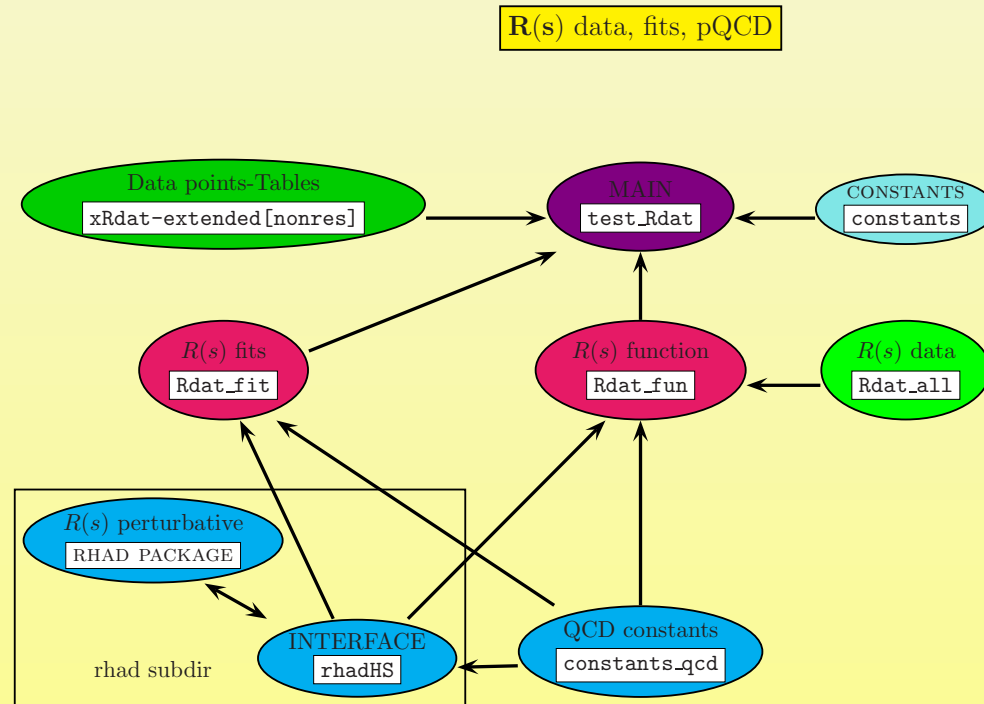 R(s) data, fits, pQCD
Data points-Tables
xRdat-extended[nonres]
MAIN
test_Rdat
CONSTANTS
constants
R(s) fits
Rdat_fit
R(s) function
Rdat_fun
R(s) data
Rdat_all
R(s) perturbative
RHAD PACKAGE
INTERFACE
rhadHS
QCD constants
constants_qcd
rhad subdir